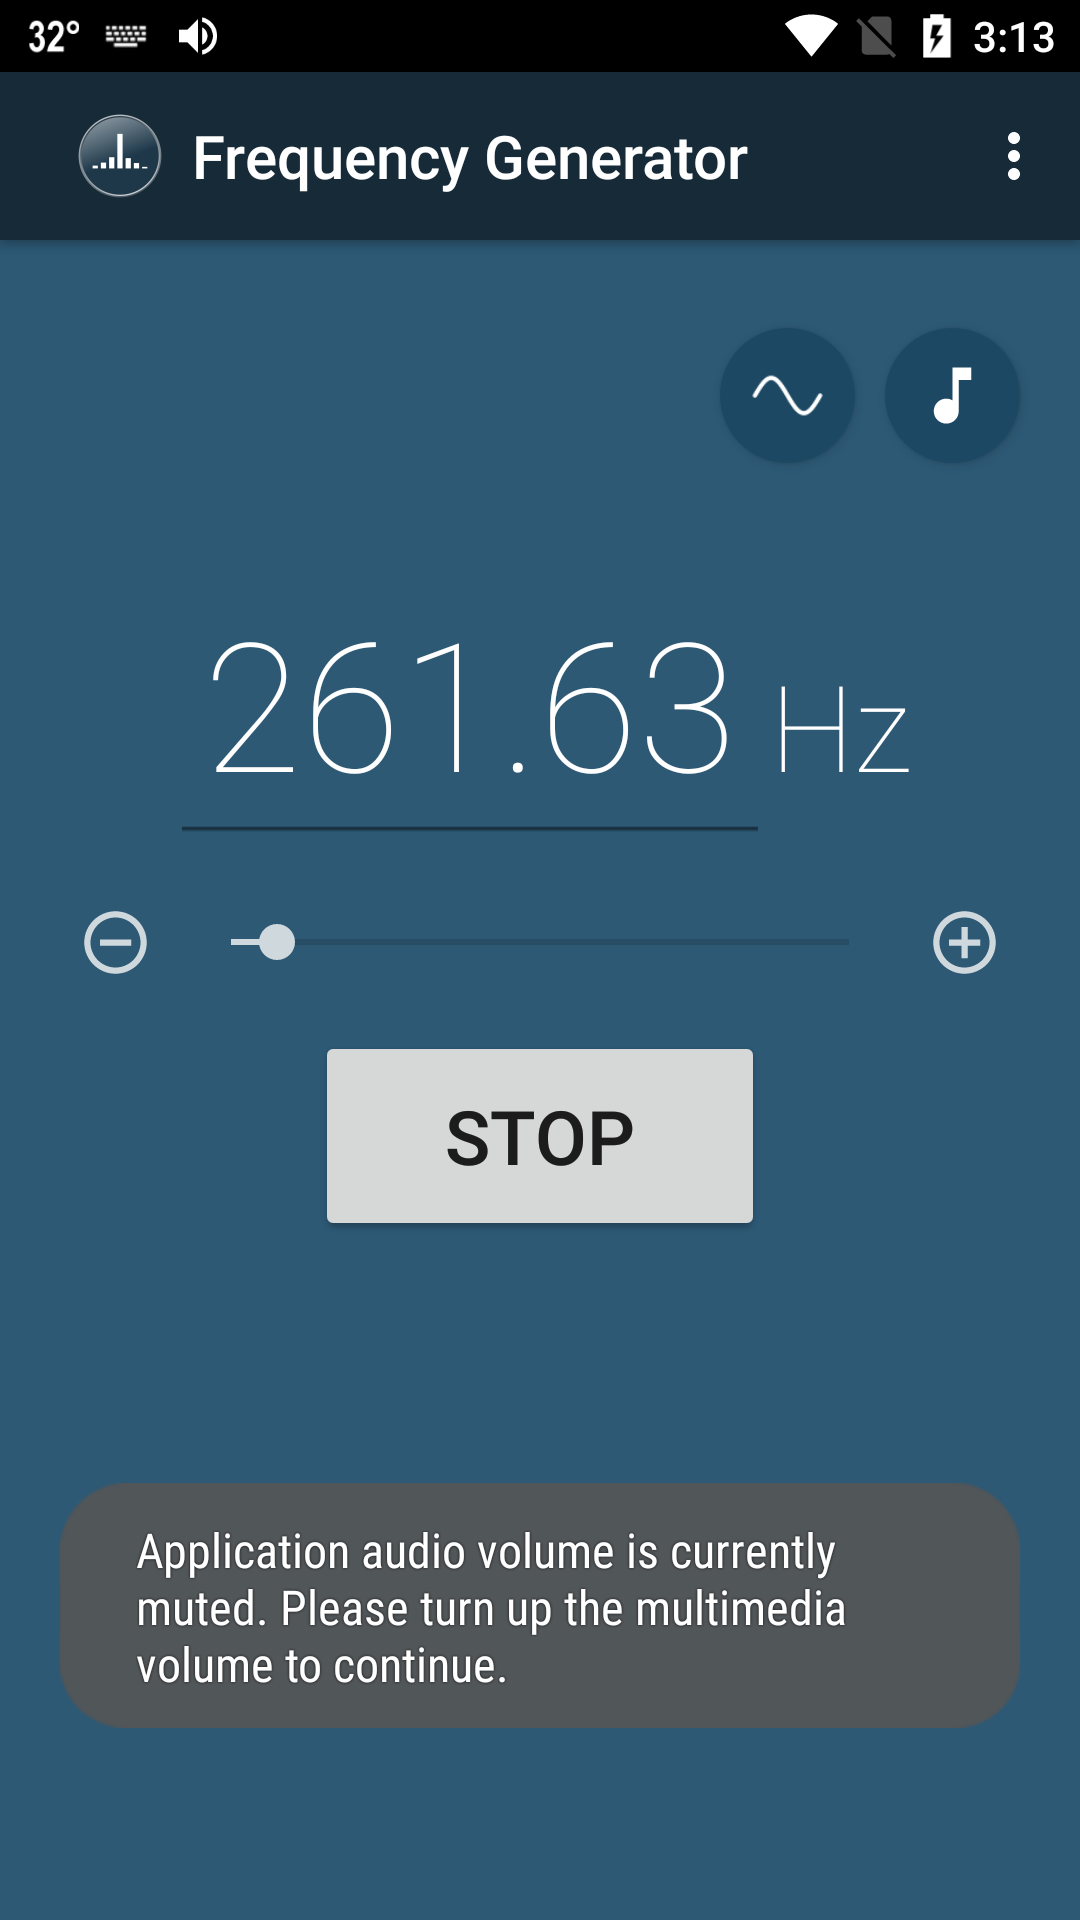 32° 3:13
Frequency Generator
261.63 Hz
STOP
Application audio volume is currently
muted. Please turn up the multimedia
volume to continue.